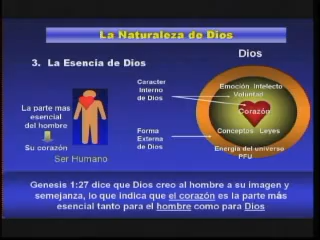 La Naturaleza de Dios
Dios
3. La Esencia de Dios
Caracter
Interno
de Dios
Emoción Intelecto
Voluntad
Corazón
La parte mas
esencial
del hombre
Su corazón
Ser Humano
Forma
Externa
de Dios
Conceptos Leyes
Energía del Universo
PFU
Genesis 1:27 dice que Dios creo al hombre a su imagen y
semejanza, lo que indica que el corazón es la parte más
esencial tanto para el hombre como para Dios